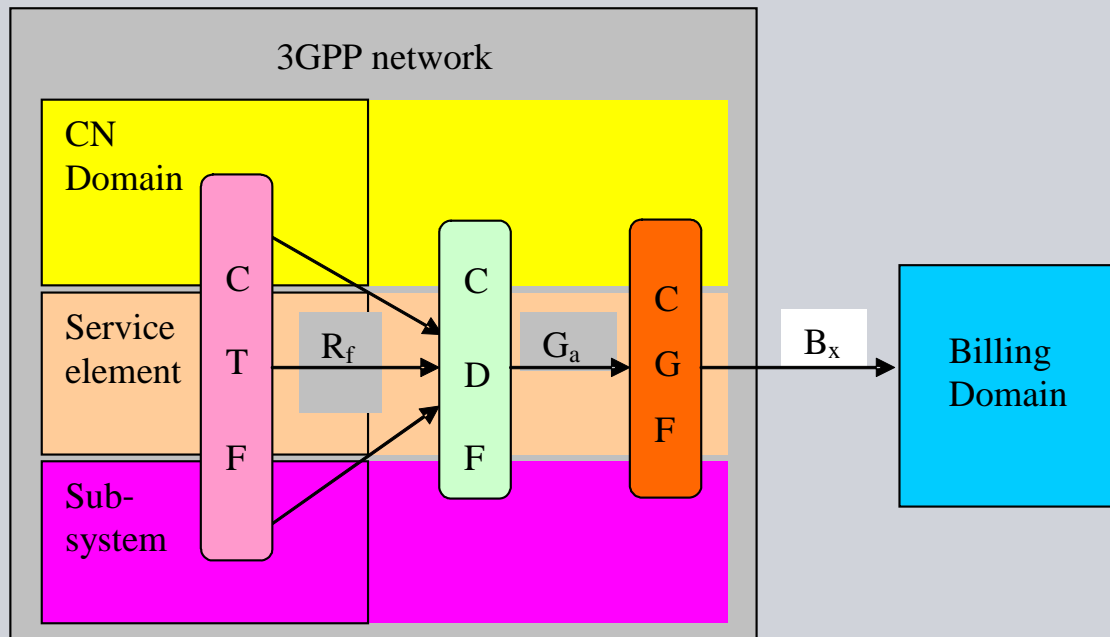 3GPP network
CN
Domain
C
T
F
Service
element
Rf
C
D
F
Ga
C
G
F
Bx
Billing
Domain
Sub-
system